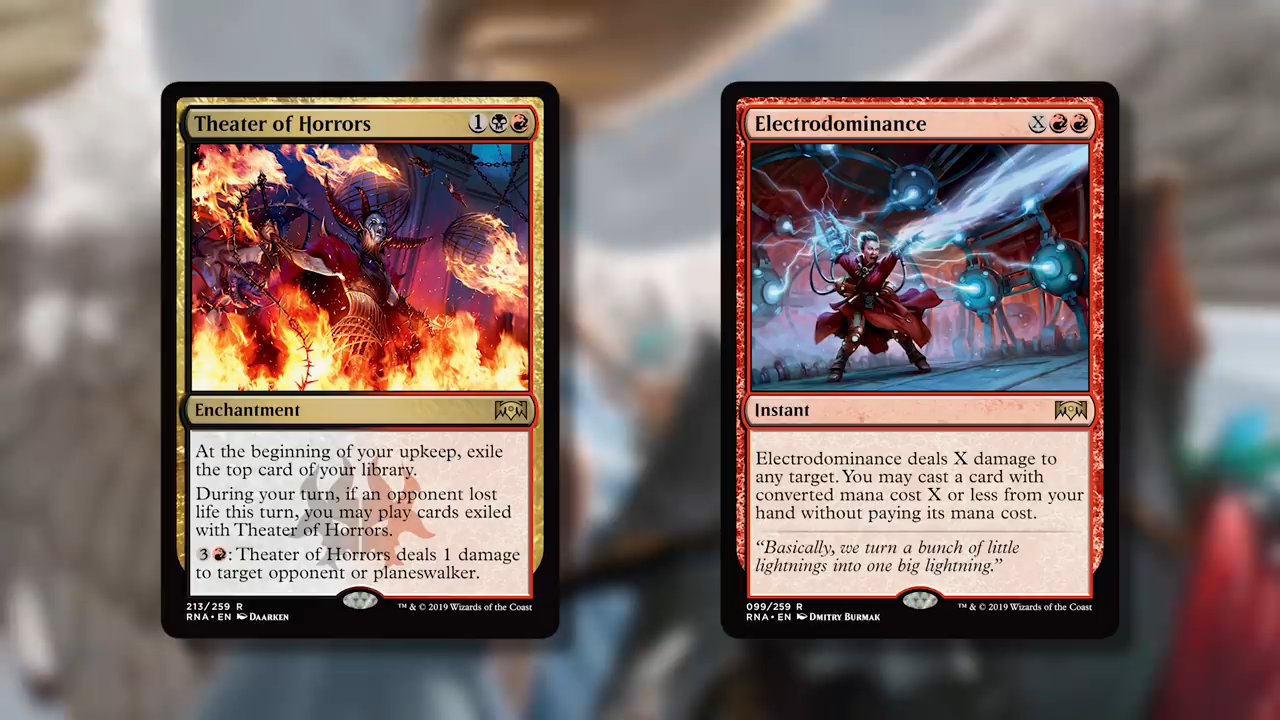 Theater of Horrors
1
Enchantment
At the beginning of your upkeep, exile
the top card of your library.
During your turn, if an opponent lost
life this turn, you may play cards exiled
with Theater of Horrors.
3 : Theater of Horrors deals 1 damage
to target opponent or planeswalker.
213/259 R
RNA • EN DAARKEN
™ & © 2019 Wizards of the Coast
Electrodominance
X
Instant
Electrodominance deals X damage to
any target. You may cast a card with
converted mana cost X or less from your
hand without paying its mana cost.
“Basically, we turn a bunch of little
lightnings into one big lightning.”
099/259 R
RNA • EN DMITRY BURMAK
™ & © 2019 Wizards of the Coast